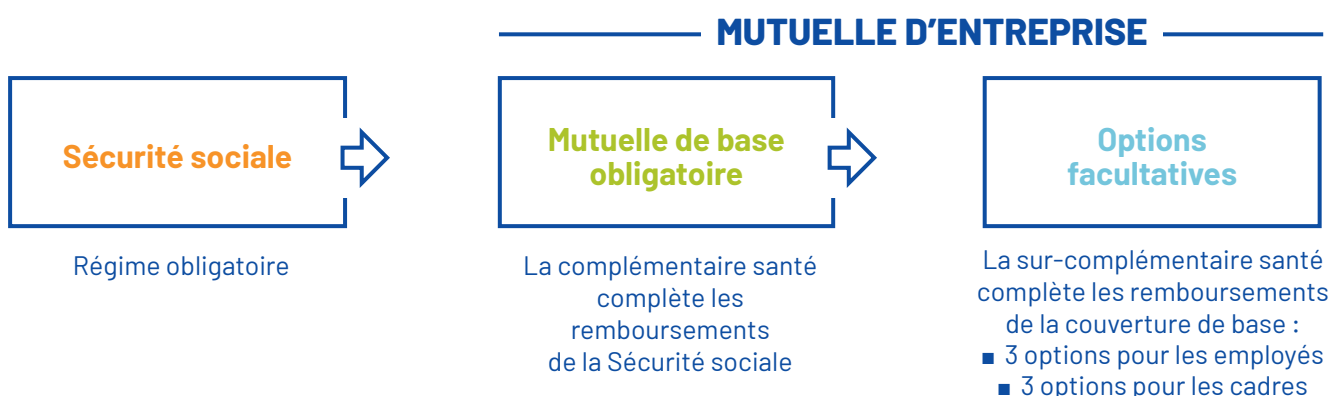 MUTUELLE D'ENTREPRISE
Sécurité sociale
Régime obligatoire
Mutuelle de base
obligatoire
La complémentaire santé
complète les
remboursements
de la Sécurité sociale
Options
facultatives
La sur-complémentaire santé
complète les remboursements
de la couverture de base :
■ 3 options pour les employés
■ 3 options pour les cadres